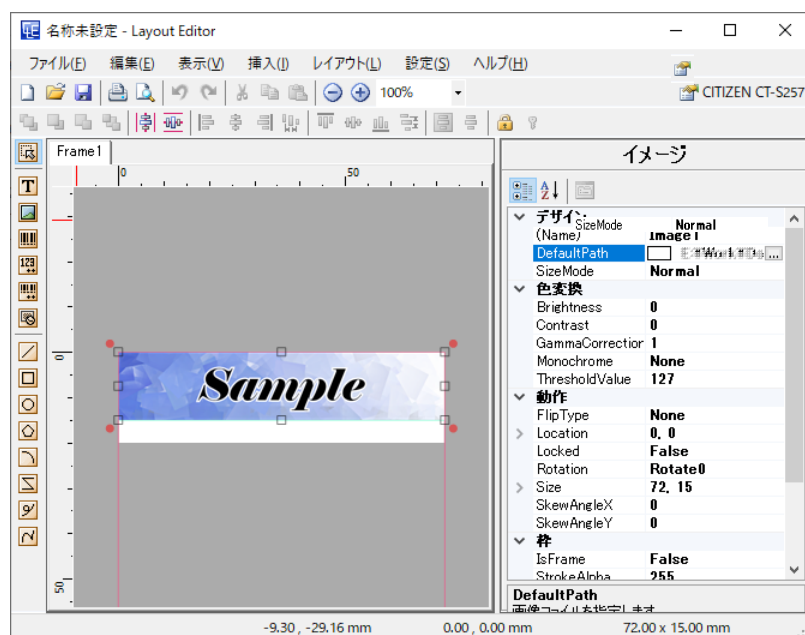 名称未設定 - Layout Editor
ファイル(F) 編集(E) 表示(V) 挿入(I) レイアウト(L) 設定(S) ヘルプ(H)
100%
CITIZEN CT-S257
Frame1
イメージ
0 50
デザイン
SizeMode Normal
(Name) Image1
DefaultPath
SizeMode Normal
色変換
Brightness 0
Contrast 0
GammaCorrection 1
Monochrome None
ThresholdValue 127
動作
FlipType None
Location 0, 0
Locked False
Rotation Rotate0
Size 72, 15
SkewAngleX 0
SkewAngleY 0
枠
IsFrame False
StrokeAlpha 255
DefaultPath
画像ファイルを指定します
T
123
0
Sample
50
-9.30 , -29.16 mm 0.00 , 0.00 mm 72.00 x 15.00 mm